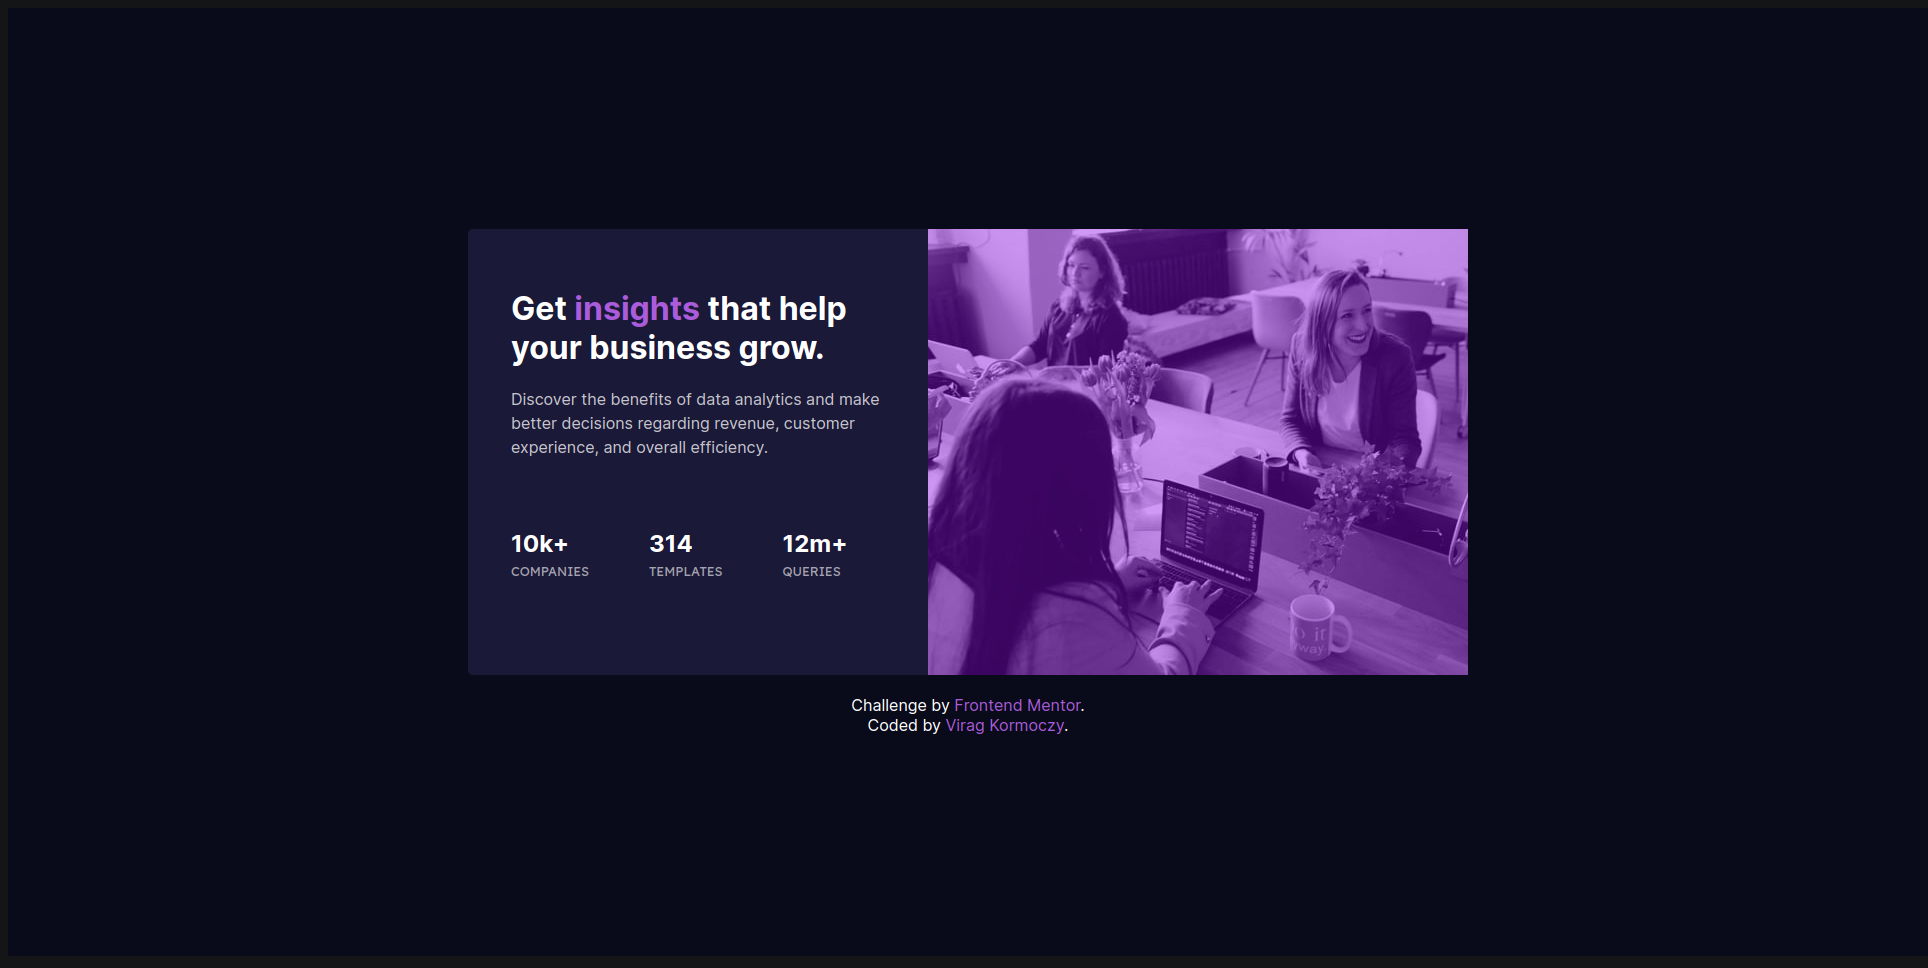 Get insights that help
your business grow.
Discover the benefits of data analytics and make
better decisions regarding revenue, customer
experience, and overall efficiency.
10k+
COMPANIES
314
TEMPLATES
12m+
QUERIES
Challenge by Frontend Mentor.
Coded by Virag Kormoczy.